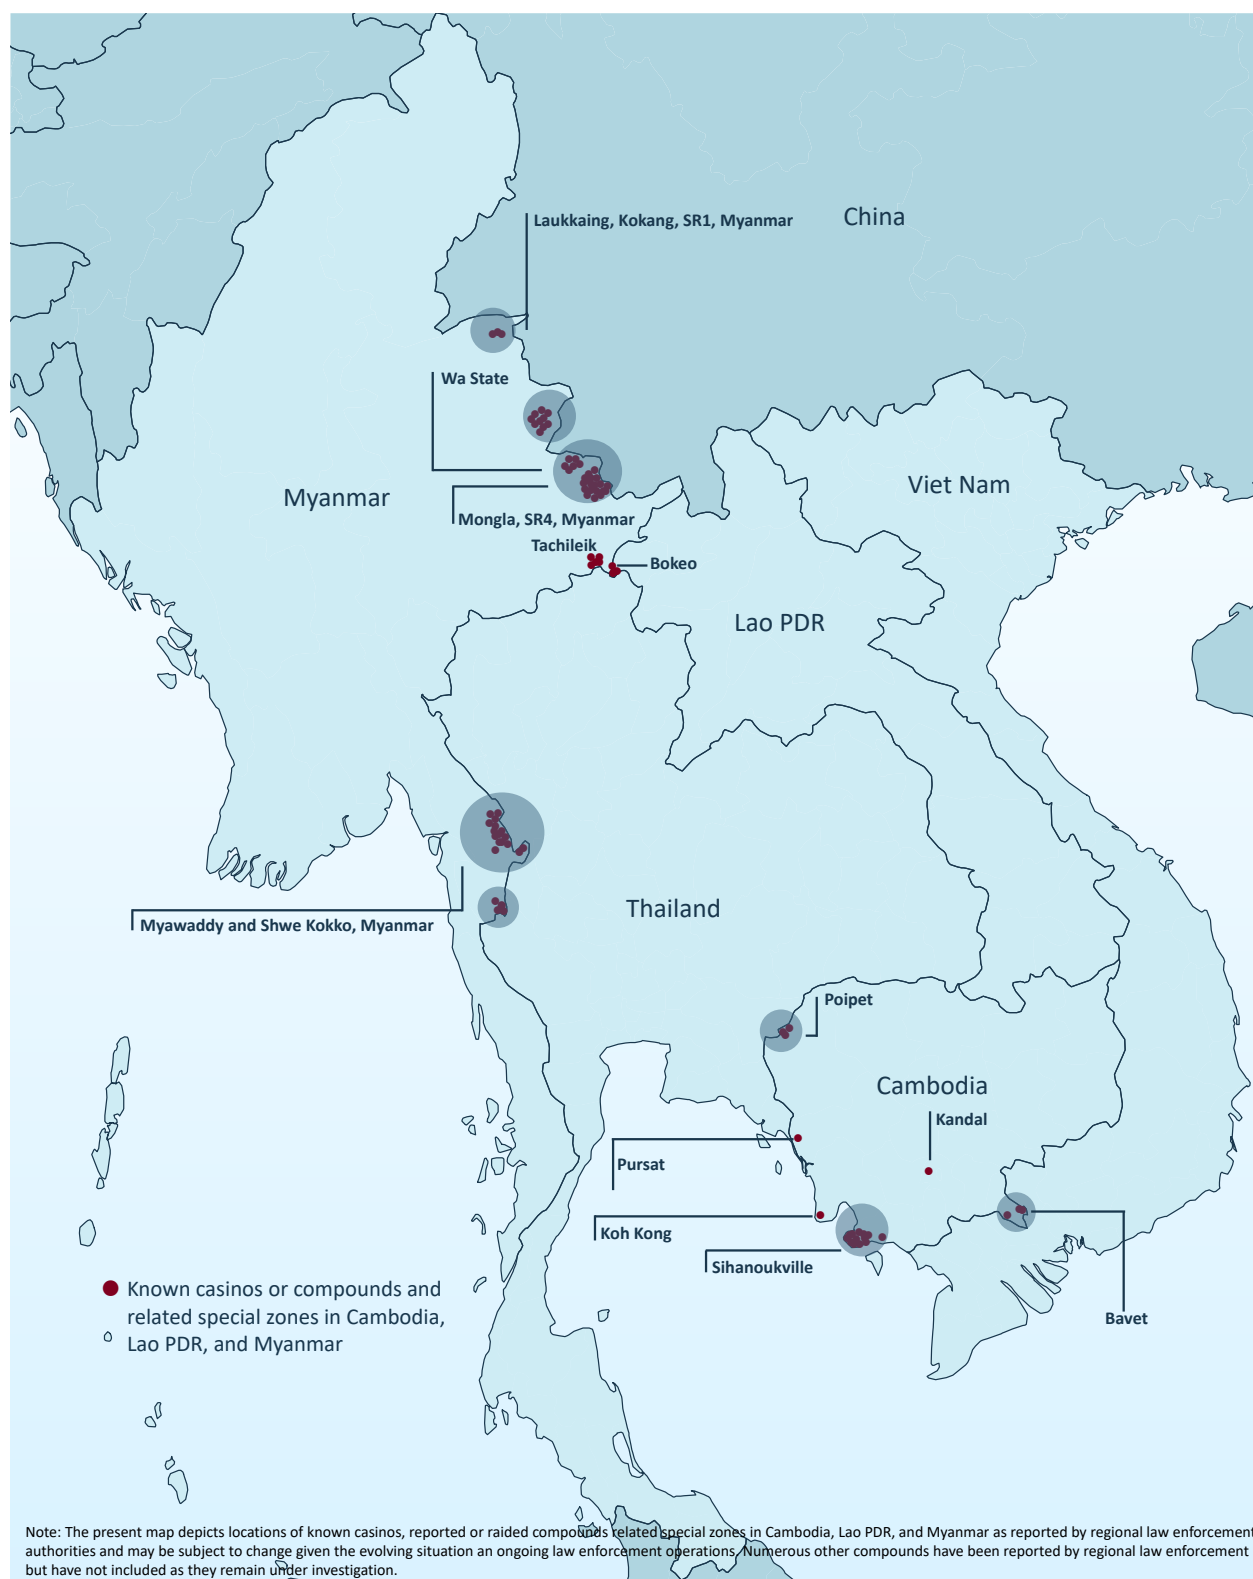 Laukkaing, Kokang, SR1, Myanmar
China
Wa State
Myanmar
Viet Nam
Mongla, SR4, Myanmar
Tachileik
Bokeo
Lao PDR
Thailand
Myawaddy and Shwe Kokko, Myanmar
Poipet
Cambodia
Kandal
Pursat
Koh Kong
Sihanoukville
Bavet
Known casinos or compounds and
related special zones in Cambodia,
Lao PDR, and Myanmar
Note: The present map depicts locations of known casinos, reported or raided compounds related special zones in Cambodia, Lao PDR, and Myanmar as reported by regional law enforcement
authorities and may be subject to change given the evolving situation an ongoing law enforcement operations. Numerous other compounds have been reported by regional law enforcement
but have not included as they remain under investigation.